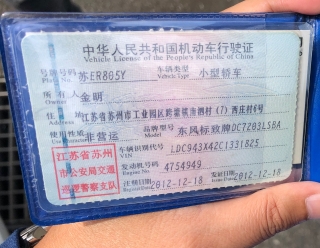 中华人民共和国机动车行驶证
Vehicle License of the People's Republic of China
号牌号码 苏ER805Y 车辆类型 小型轿车
Plate No. Vehicle Type
所有人 金明
Owner
住址 江苏省苏州市工业园区跨塘镇 (7)西庄村6号
Address
使用性质 非营运 品牌型号 东风标致牌DC7203LSBA
Use Character Model
江苏省苏州
市公安局交通
巡逻警察支队
车辆识别代号 LDC943X42C1331825
VIN
发动机号码 4754949
Engine No.
注册日期 2012-12-18 发证日期 2012-12-18
Register Date Issue Date